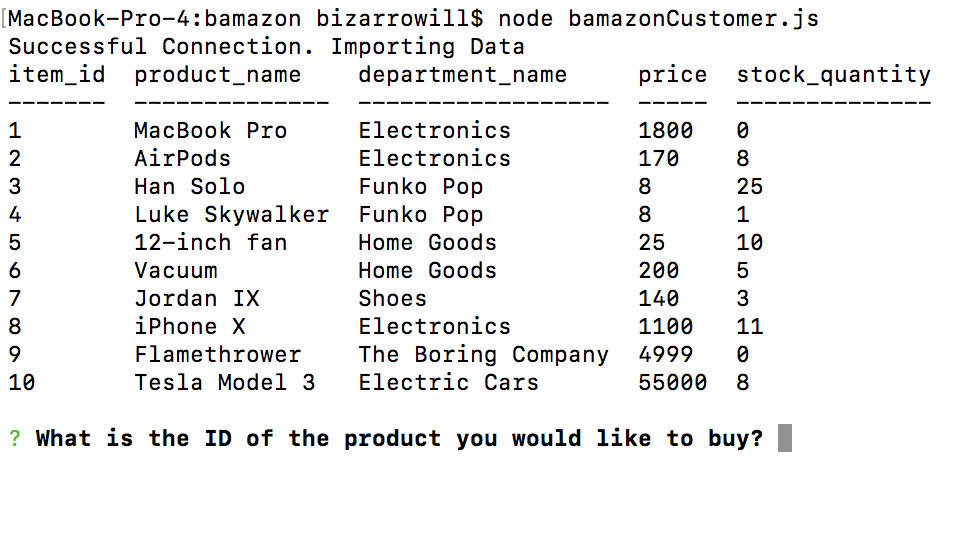 [MacBook-Pro-4:bamazon bizarrowill$ node bamazonCustomer.js
Successful Connection. Importing Data
item_id  product_name    department_name     price  stock_quantity
-------  --------------  ------------------  -----  --------------
1        MacBook Pro     Electronics         1800   0
2        AirPods         Electronics         170    8
3        Han Solo        Funko Pop           8      25
4        Luke Skywalker  Funko Pop           8      1
5        12-inch fan     Home Goods          25     10
6        Vacuum          Home Goods          200    5
7        Jordan IX       Shoes               140    3
8        iPhone X        Electronics         1100   11
9        Flamethrower    The Boring Company  4999   0
10       Tesla Model 3   Electric Cars       55000  8
? What is the ID of the product you would like to buy?